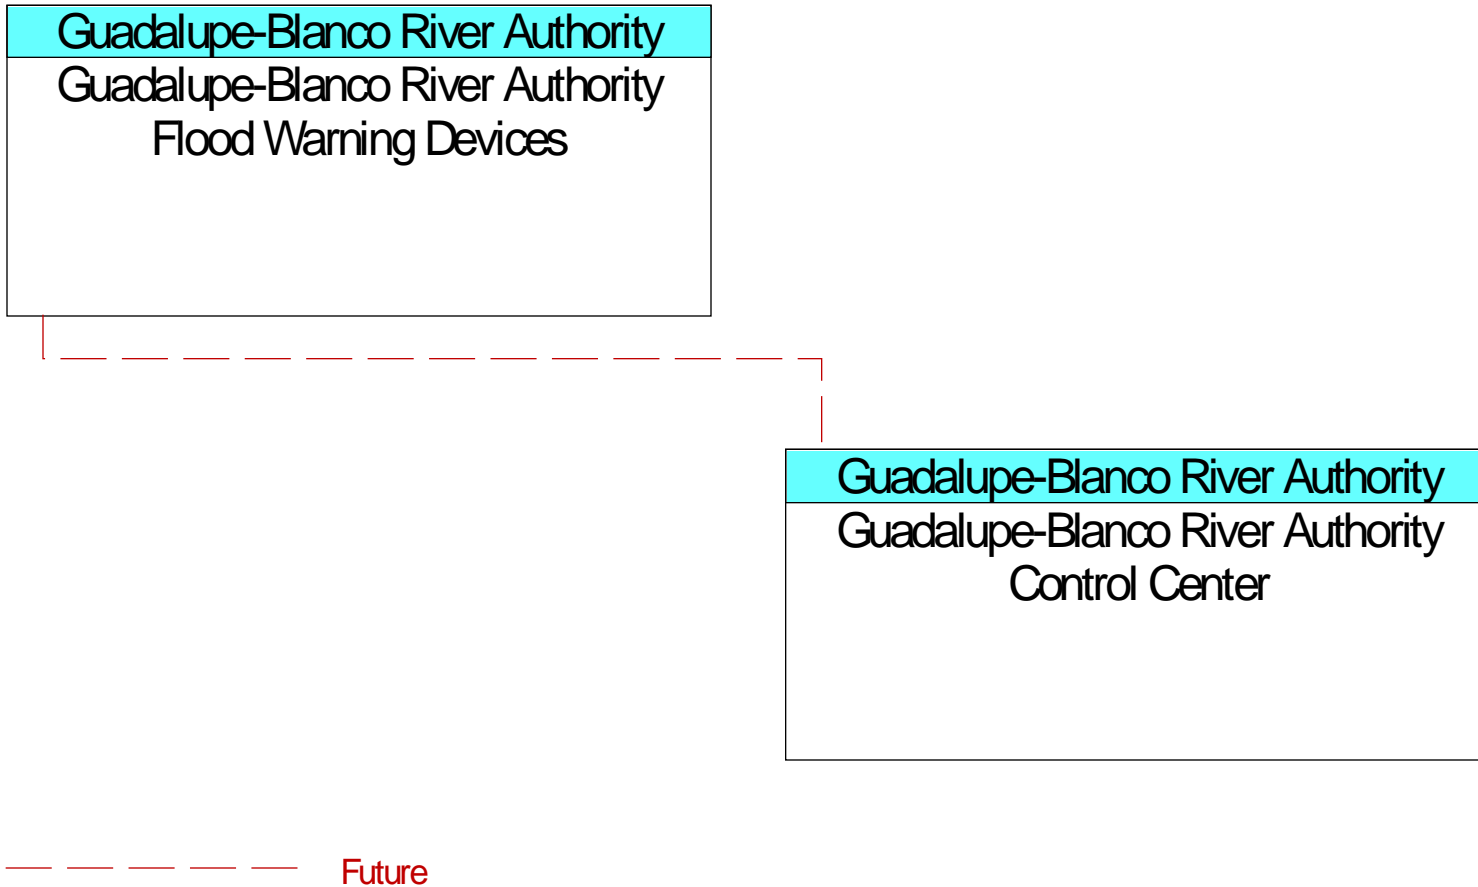 Guadalupe-Blanco River Authority
Guadalupe-Blanco River Authority
Flood Warning Devices
Guadalupe-Blanco River Authority
Guadalupe-Blanco River Authority
Control Center
Future